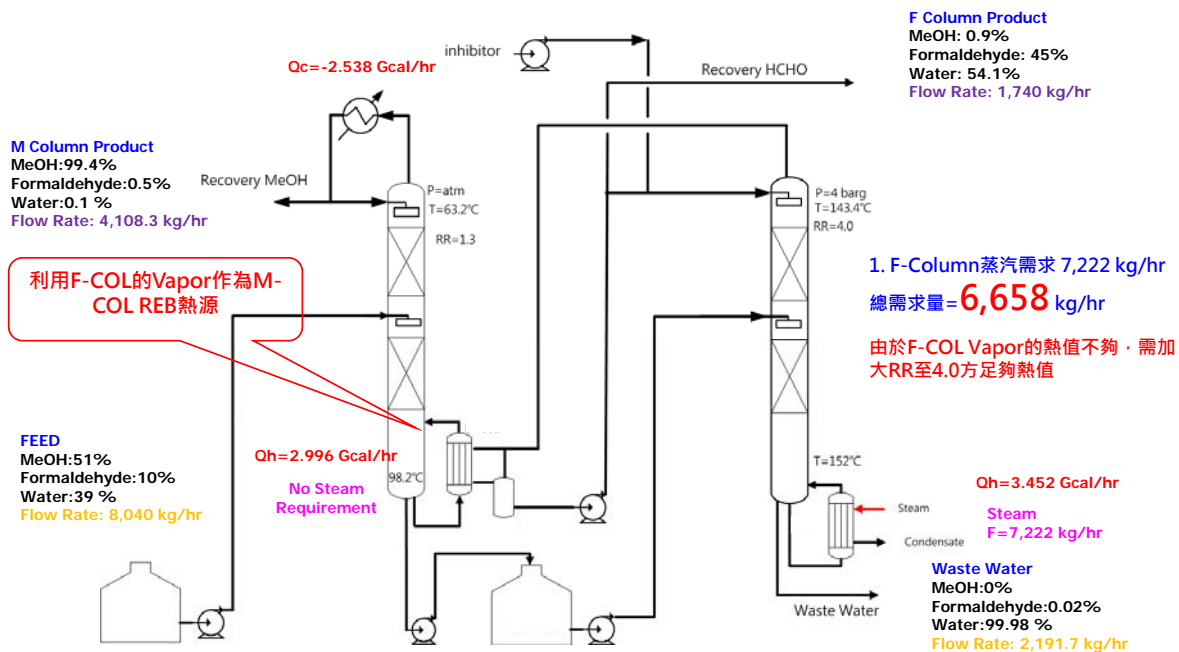 F Column Product
MeOH: 0.9%
Formaldehyde: 45%
Water: 54.1%
Flow Rate: 1,740 kg/hr
inhibitor
Qc=-2.538 Gcal/hr
Recovery HCHO
M Column Product
MeOH:99.4%
Formaldehyde:0.5%
Water:0.1 %
Flow Rate: 4,108.3 kg/hr
Recovery MeOH
P=atm
T=63.2℃
RR=1.3
P=4 barg
T=143.4℃
RR=4.0
利用F-COL的Vapor作為M-
COL REB熱源
1. F-Column蒸汽需求 7,222 kg/hr
總需求量=6,658 kg/hr
由於F-COL Vapor的熱值不夠，需加
大RR至4.0方足夠熱值
FEED
MeOH:51%
Formaldehyde:10%
Water:39 %
Flow Rate: 8,040 kg/hr
Qh=2.996 Gcal/hr
98.2℃
No Steam
Requirement
T=152℃
Qh=3.452 Gcal/hr
Steam
Steam
F=7,222 kg/hr
Condensate
Waste Water
Waste Water
MeOH:0%
Formaldehyde:0.02%
Water:99.98 %
Flow Rate: 2,191.7 kg/hr